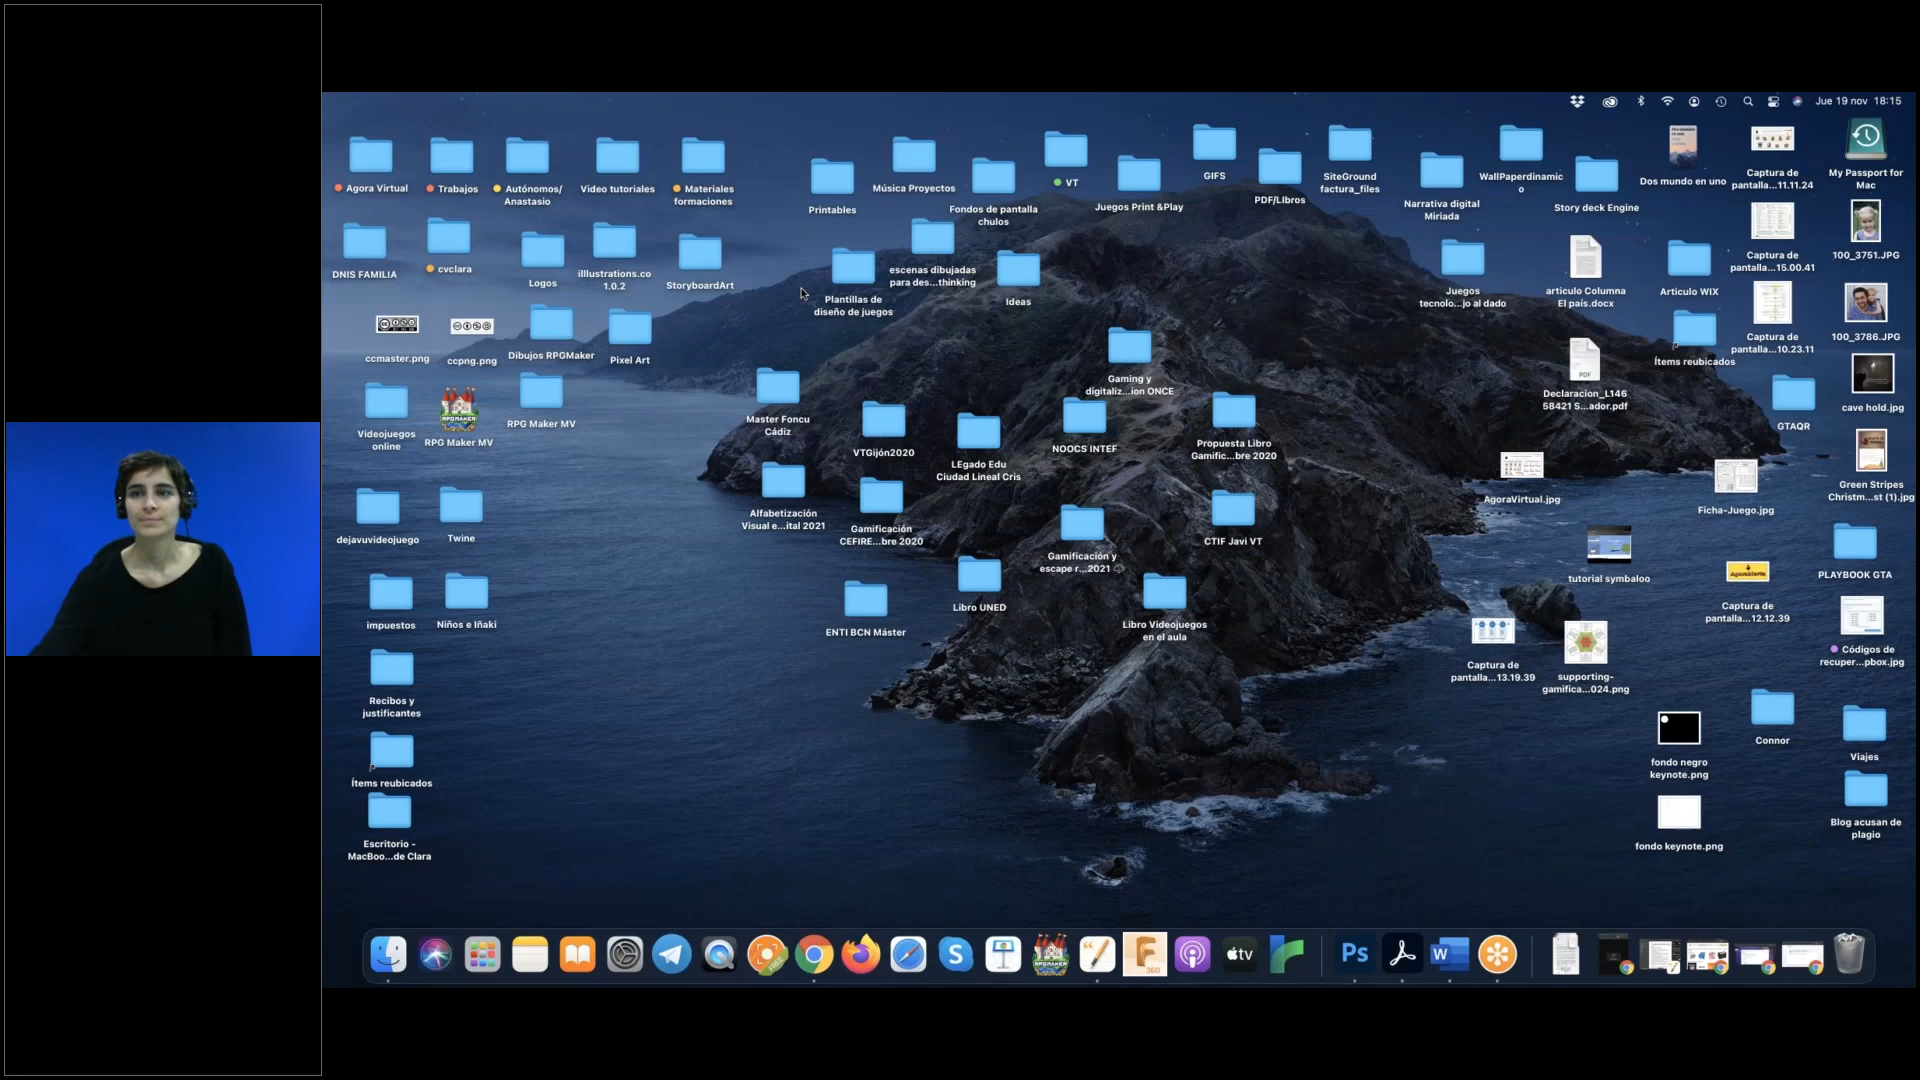 Jue 19 nov 18:15
Agora Virtual
Trabajos
Autónomos/
Anastasio
Video tutoriales
Materiales
formaciones
Printables
Música Proyectos
Fondos de pantalla
chulos
VT
Juegos Print &Play
GIFS
PDF/LIbros
SiteGround
factura_files
Narrativa digital
Miriada
WallPaperdinamic
o
Story deck Engine
Dos mundo en uno
Captura de
pantalla...11.11.24
My Passport for
Mac
DNIS FAMILIA
cvclara
Logos
illlustrations.co
1.0.2
StoryboardArt
Plantillas de
diseño de juegos
escenas dibujadas
para des...thinking
Ideas
Juegos
tecnolo...jo al dado
articulo Columna
El país.docx
Articulo WIX
Captura de
pantalla...15.00.41
100_3751.JPG
ccmaster.png
ccpng.png
Dibujos RPGMaker
Pixel Art
Gaming y
digitaliz...ion ONCE
PDF
Declaracion_L146
58421 S...ador.pdf
Ítems reubicados
Captura de
pantalla...10.23.11
100_3786.JPG
Videojuegos
online
RPG Maker MV
RPG Maker MV
Master Foncu
Cádiz
VTGijón2020
LEgado Edu
Ciudad Lineal Cris
NOOCS INTEF
Propuesta Libro
Gamific...bre 2020
GTAQR
cave hold.jpg
Alfabetización
Visual e...ital 2021
Gamificación
CEFIRE...bre 2020
Gamificación y
escape r...2021
CTIF Javi VT
AgoraVirtual.jpg
Ficha-Juego.jpg
Green Stripes
Christm...st (1).jpg
dejavuvideojuego
Twine
tutorial symbaloo
PLAYBOOK GTA
impuestos
Niños e Iñaki
ENTI BCN Máster
Libro UNED
Libro Videojuegos
en el aula
Captura de
pantalla...12.12.39
Captura de
pantalla...13.19.39
supporting-
gamifica...024.png
Códigos de
recuper...pbox.jpg
Recibos y
justificantes
Ítems reubicados
fondo negro
keynote.png
Connor
Viajes
Escritorio -
MacBoo...de Clara
fondo keynote.png
Blog acusan de
plagio
FREE
S
RPGMAKER
F
360
tv
Ps
W
PDF